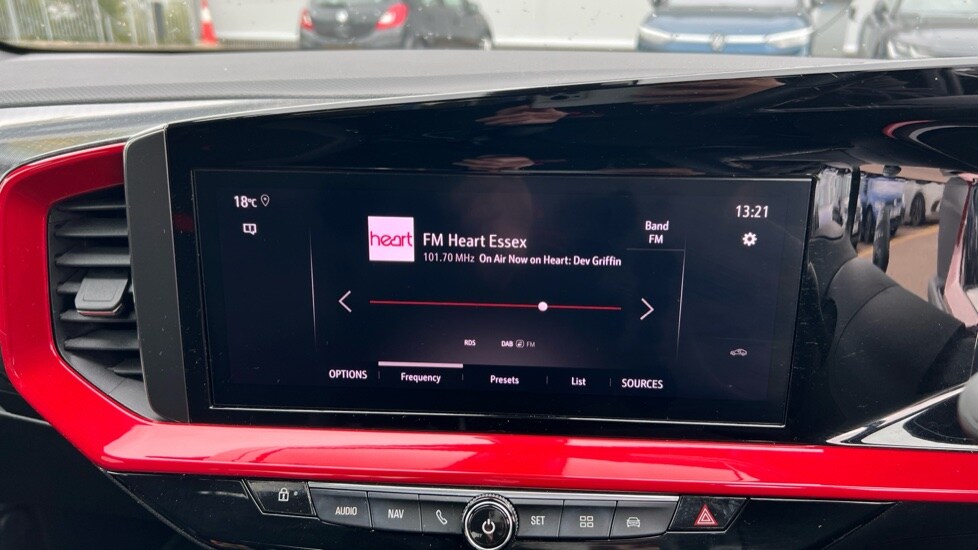 18°C
13:21
heart
FM Heart Essex
101.70 MHz On Air Now on Heart: Dev Griffin
Band
FM
RDS DAB FM
OPTIONS Frequency Presets List SOURCES
AUDIO NAV SET